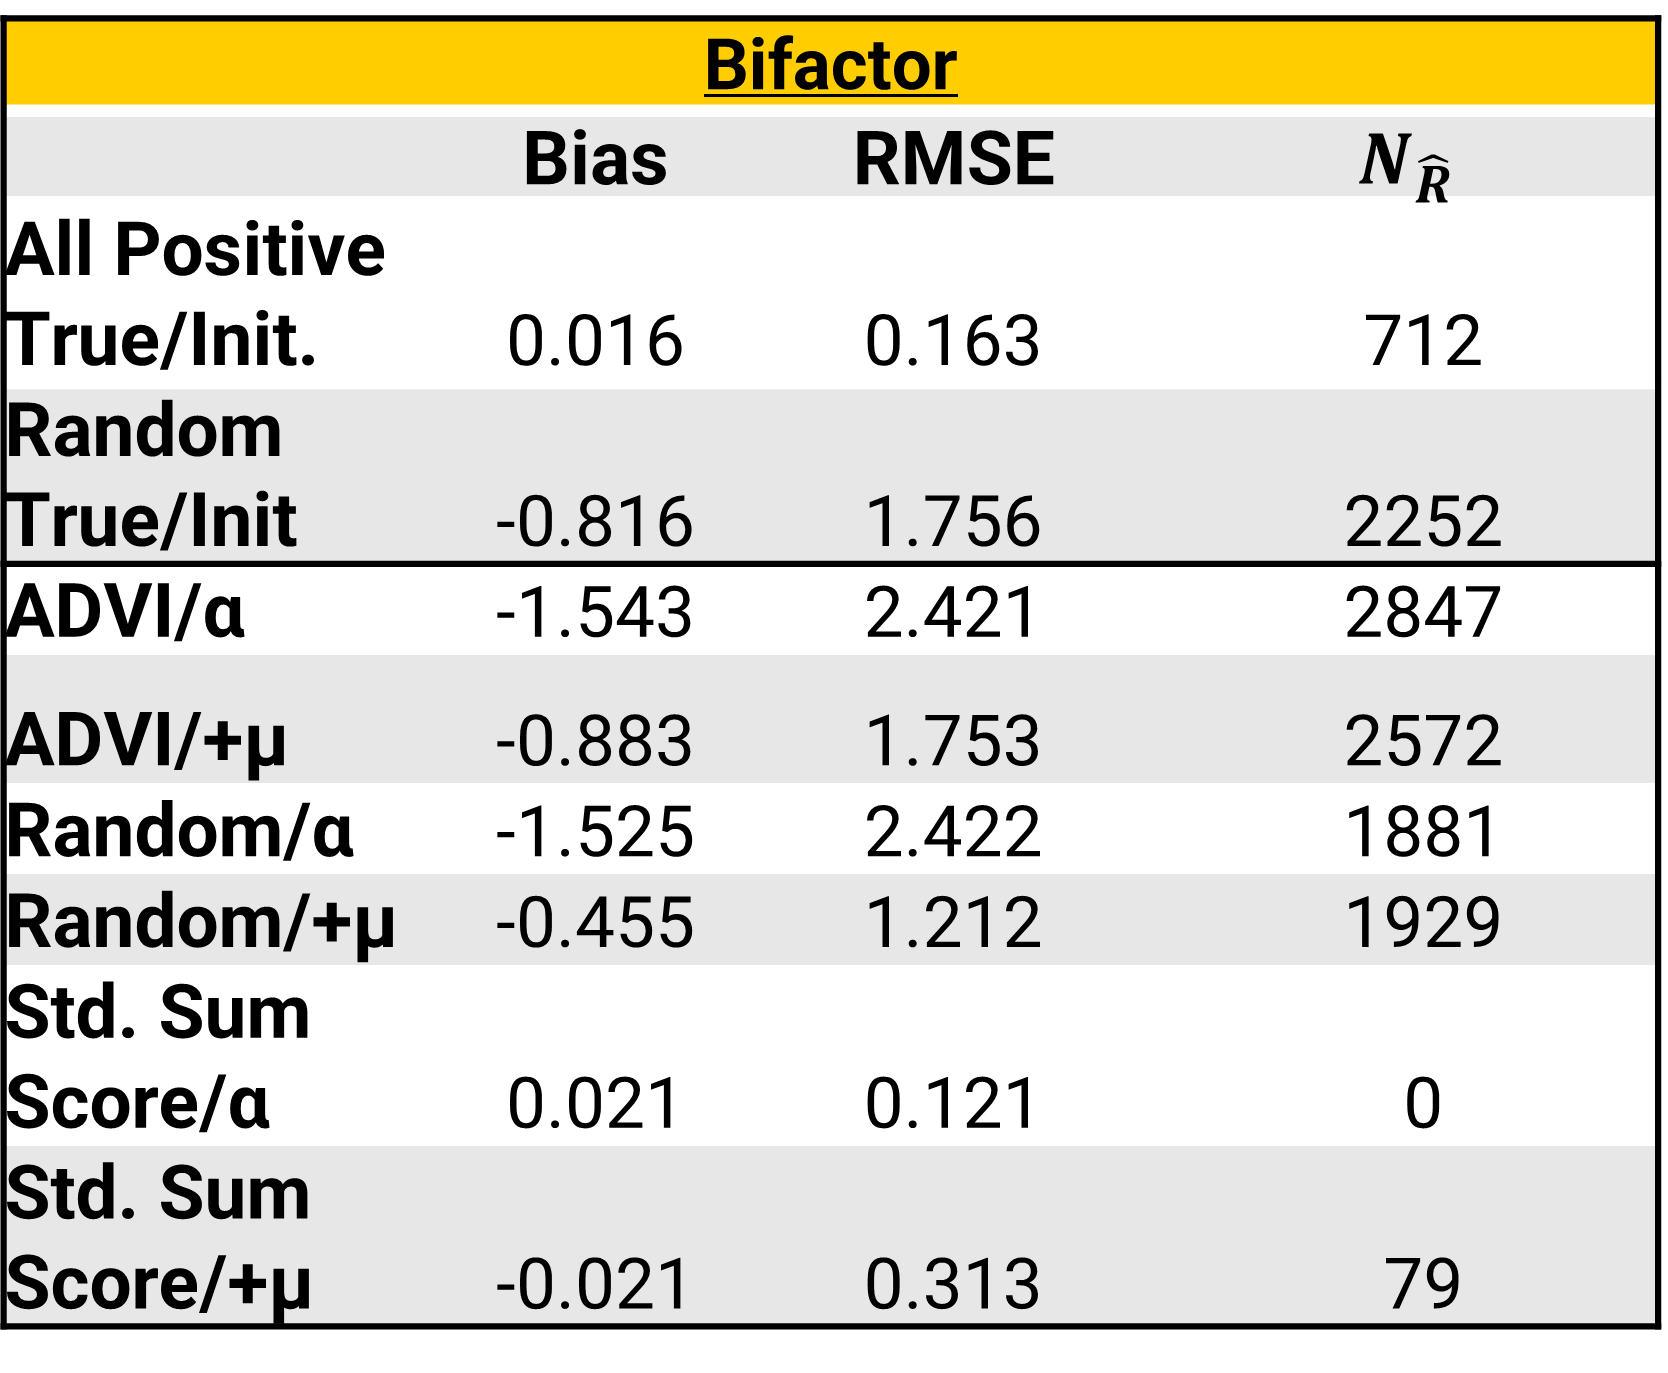 Bifactor
Bias RMSE N_R̂
All Positive
True/Init. 0.016 0.163 712
Random
True/Init -0.816 1.756 2252
ADVI/α -1.543 2.421 2847
ADVI/+μ -0.883 1.753 2572
Random/α -1.525 2.422 1881
Random/+μ -0.455 1.212 1929
Std. Sum
Score/α 0.021 0.121 0
Std. Sum
Score/+μ -0.021 0.313 79